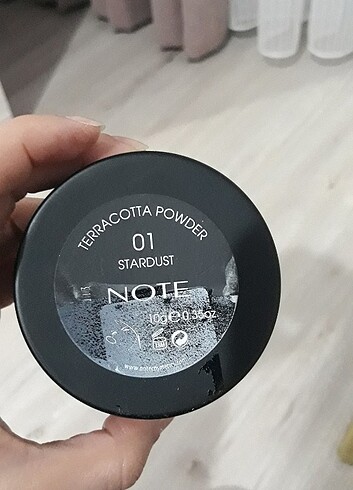 TERRACOTTA POWDER
01
STARDUST
NOTE
10g℮0.35oz